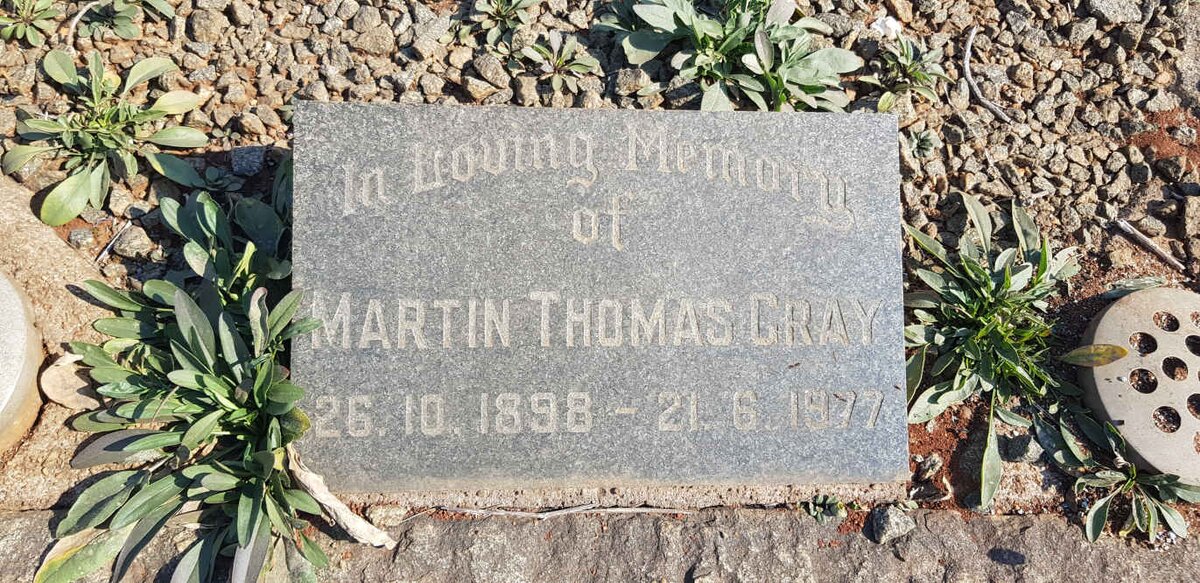 In Loving Memory
of
MARTIN THOMAS GRAY
26. 10. 1898 - 21. 6. 1977